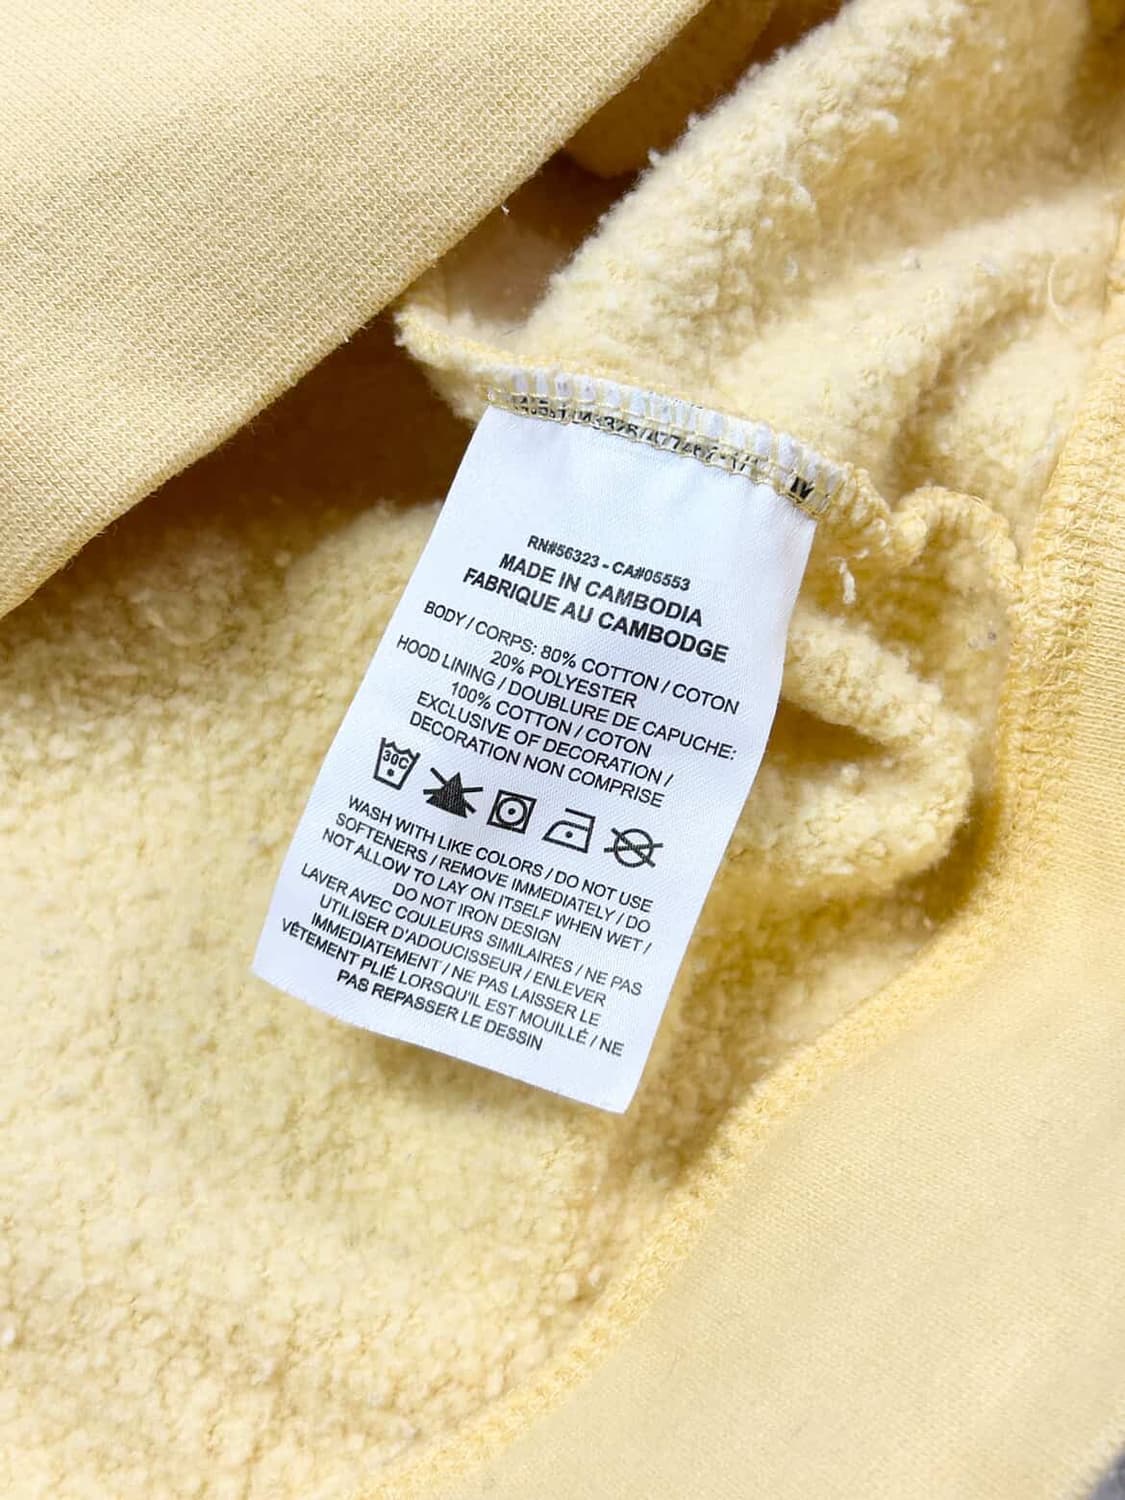 RN#56323 - CA#05553
MADE IN CAMBODIA
FABRIQUE AU CAMBODGE
BODY / CORPS: 80% COTTON / COTON
20% POLYESTER
HOOD LINING / DOUBLURE DE CAPUCHE:
100% COTTON / COTON
EXCLUSIVE OF DECORATION /
DECORATION NON COMPRISE
30C
WASH WITH LIKE COLORS / DO NOT USE
SOFTENERS / REMOVE IMMEDIATELY / DO
NOT ALLOW TO LAY ON ITSELF WHEN WET /
DO NOT IRON DESIGN
LAVER AVEC COULEURS SIMILAIRES / NE PAS
UTILISER D'ADOUCISSEUR / ENLEVER
IMMEDIATEMENT / NE PAS LAISSER LE
VÊTEMENT PLIÉ LORSQU'IL EST MOUILLÉ / NE
PAS REPASSER LE DESSIN